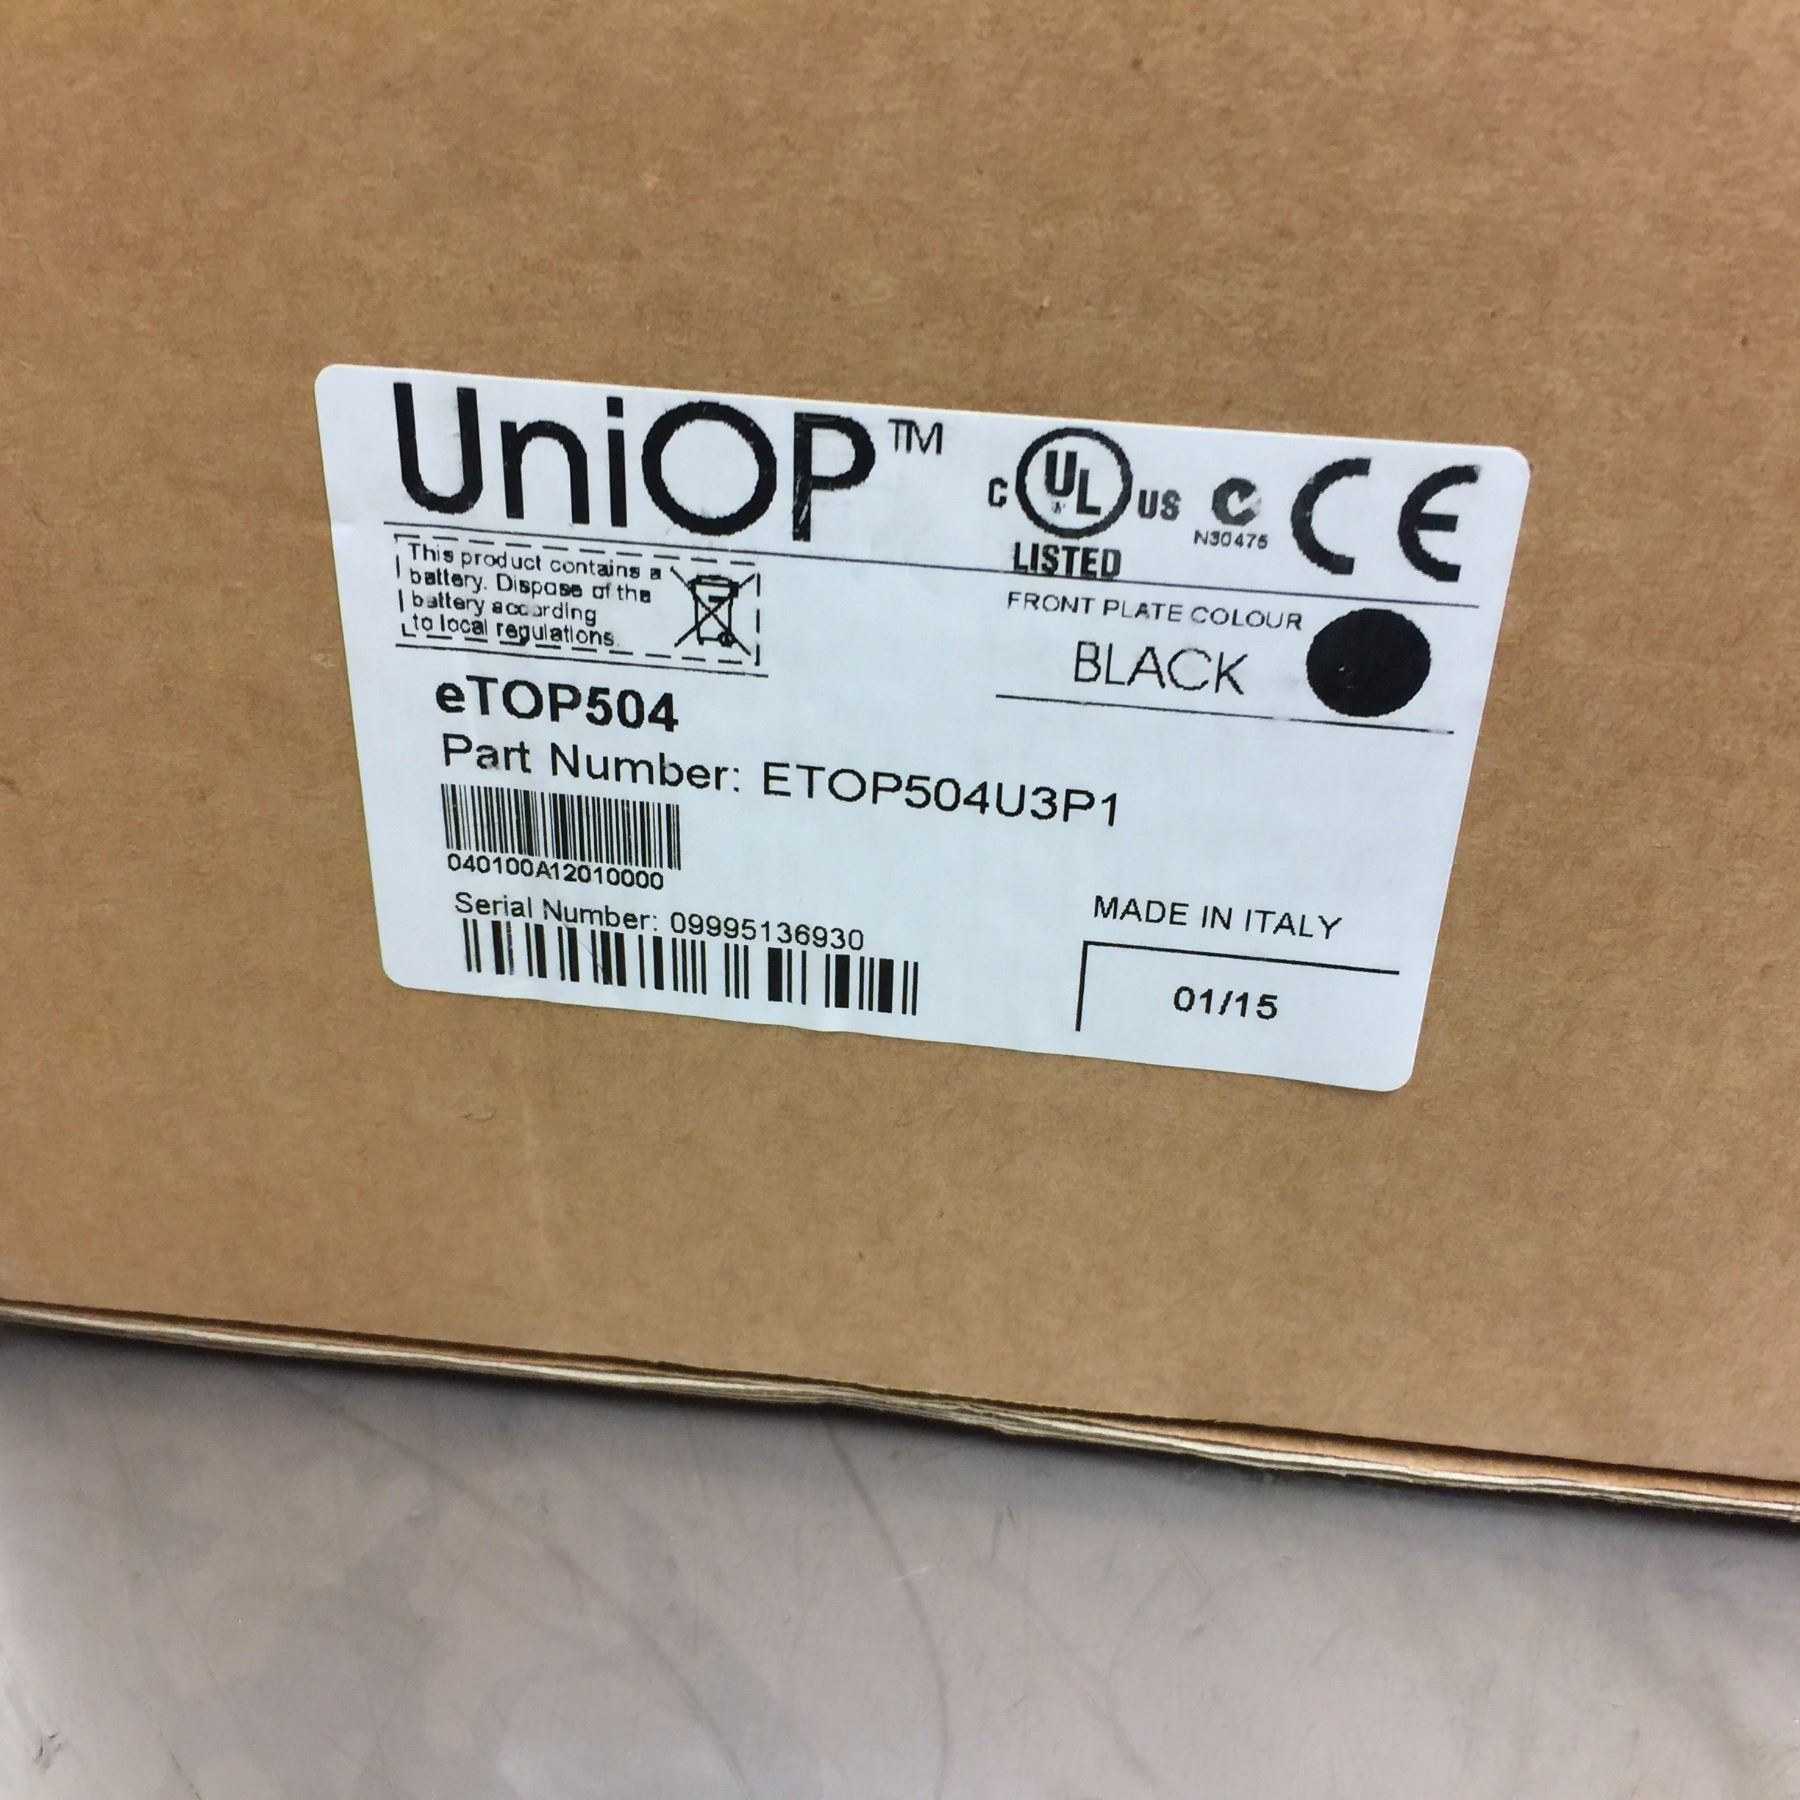 UniOP™
C UL US
LISTED
N30476
CE
This product contains a
battery. Dispose of the
battery according
to local regulations.
FRONT PLATE COLOUR
BLACK
eTOP504
Part Number: ETOP504U3P1
040100A12010000
Serial Number: 09995136930
MADE IN ITALY
01/15